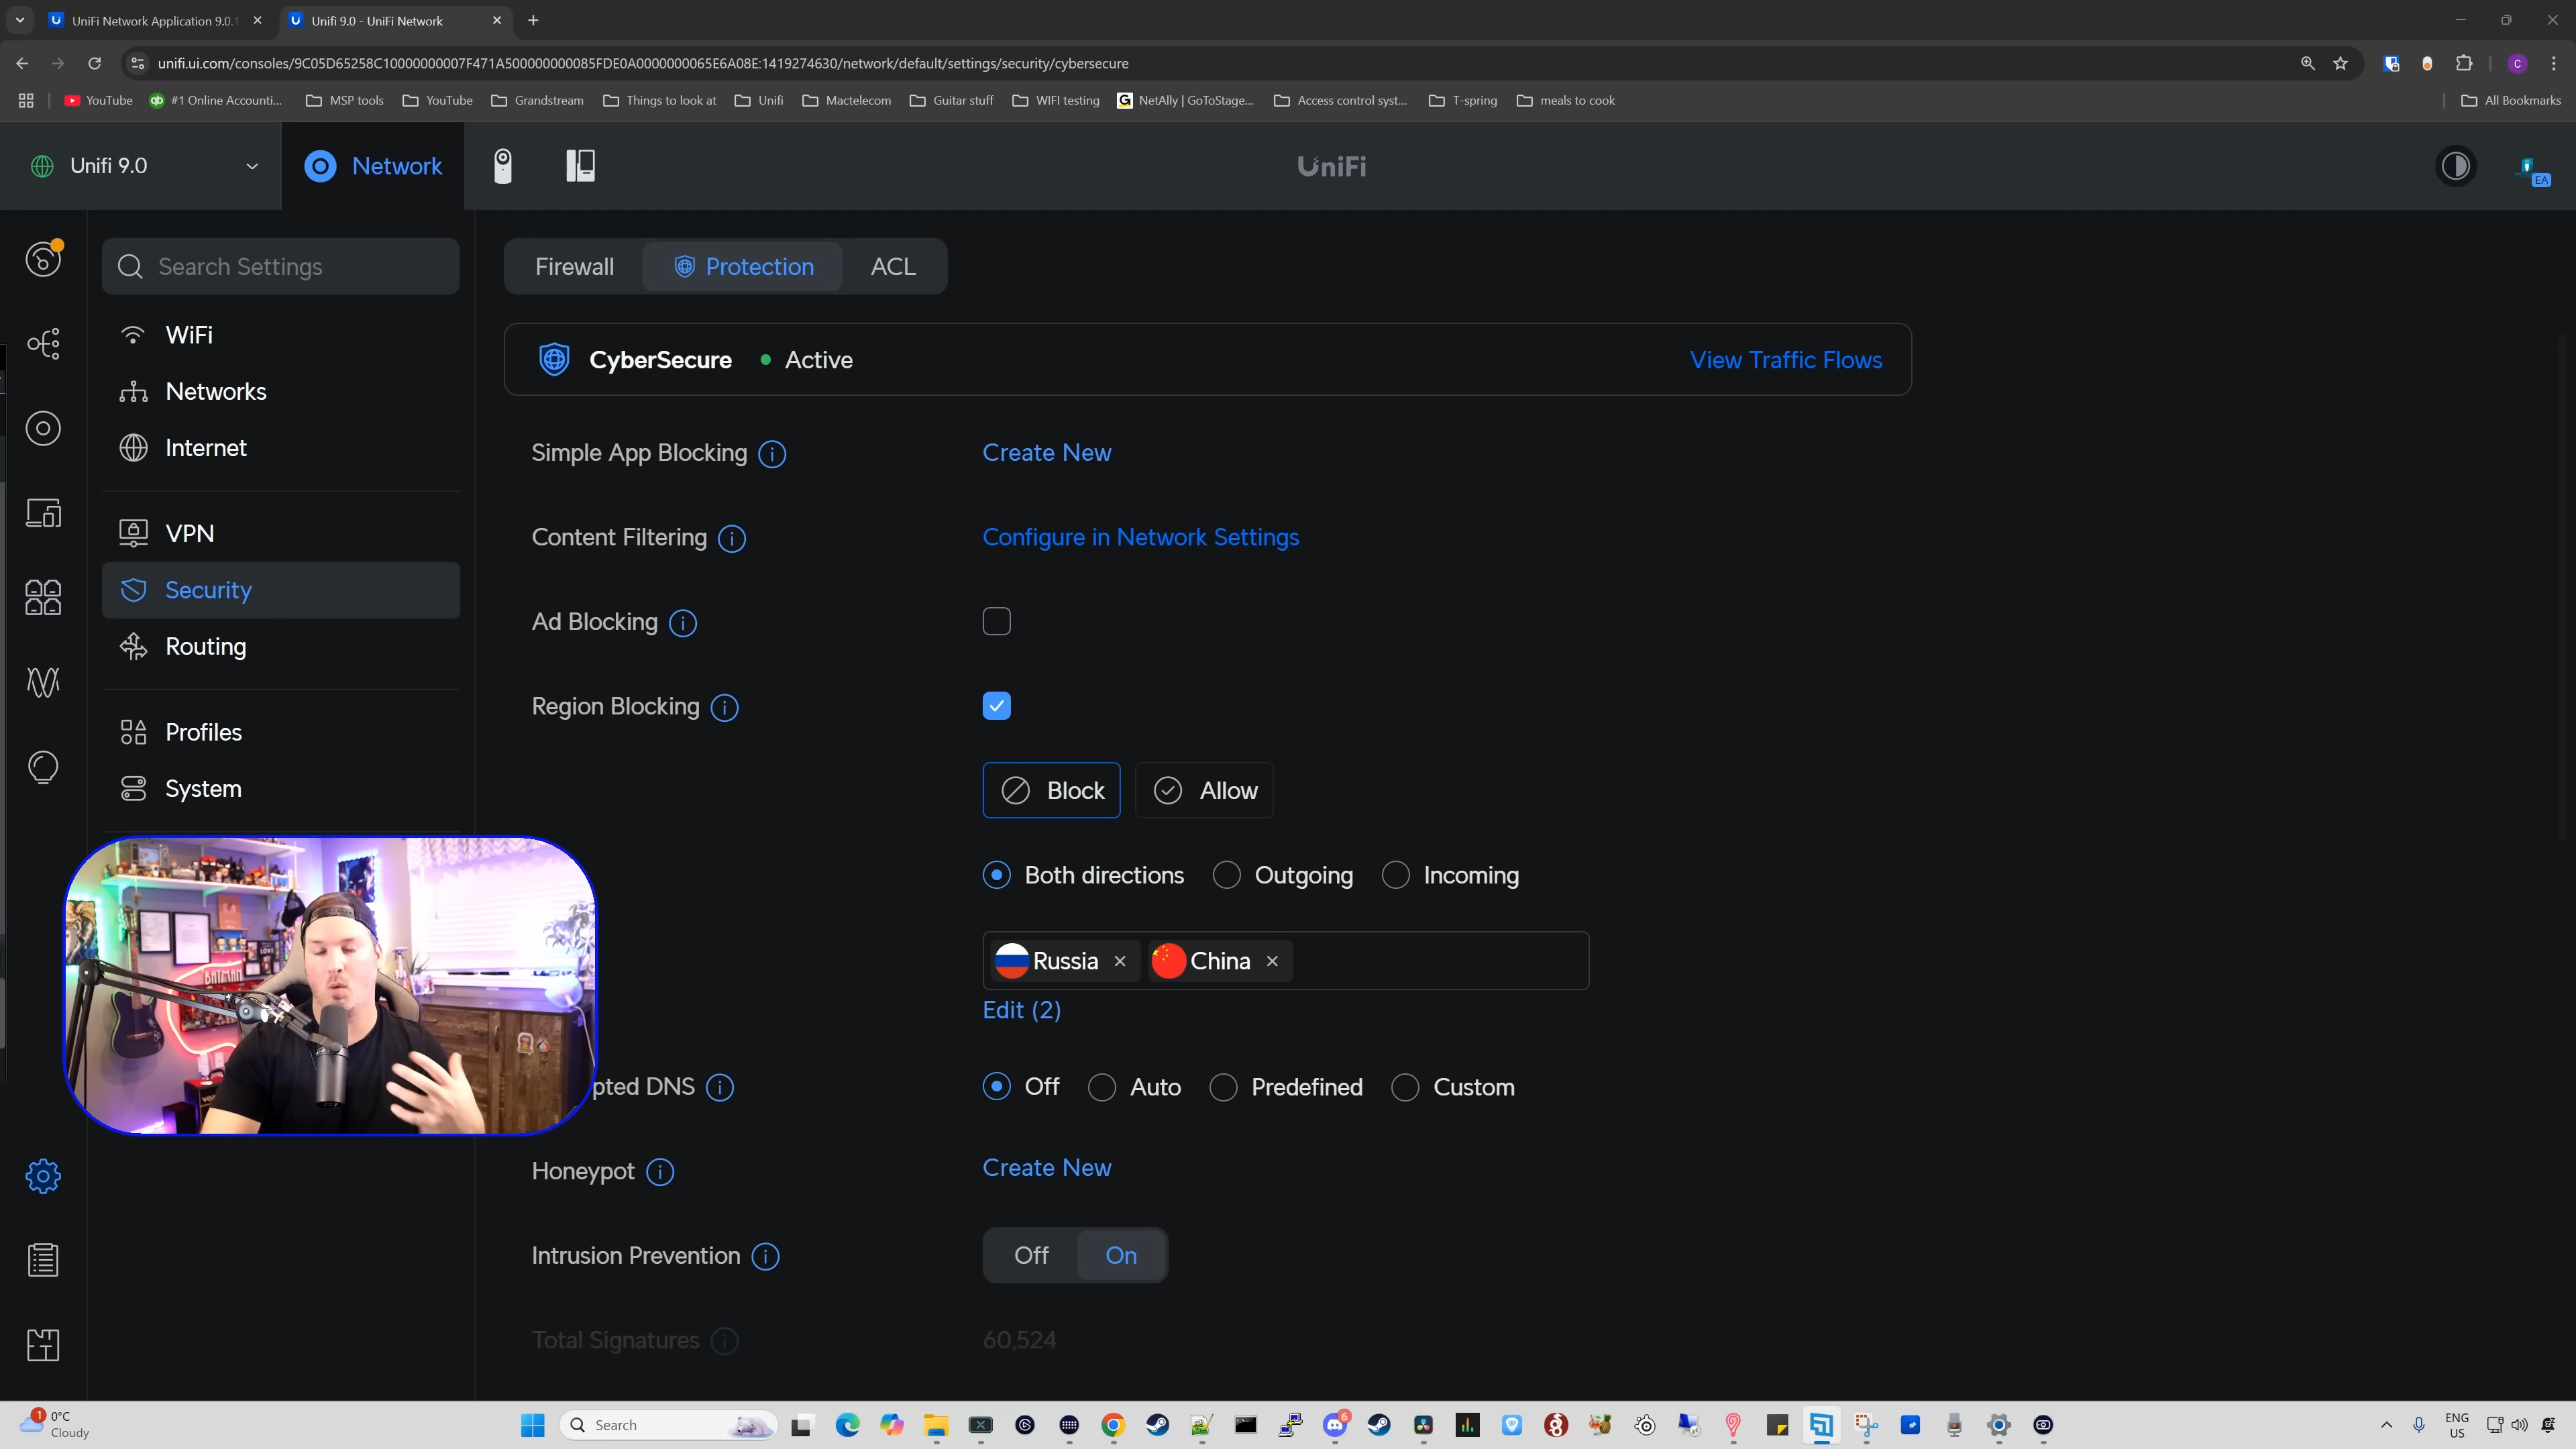 UniFi Network Application 9.0.1
Unifi 9.0 - UniFi Network
unifi.ui.com/consoles/9C05D65258C10000000007F471A500000000085FDE0A0000000065E6A08E:1419274630/network/default/settings/security/cybersecure
C
YouTube
#1 Online Accounti...
MSP tools
YouTube
Grandstream
Things to look at
Unifi
Mactelecom
Guitar stuff
WIFI testing
NetAlly | GoToStage...
Access control syst...
T-spring
meals to cook
All Bookmarks
Unifi 9.0
Network
UniFi
EA
Search Settings
WiFi
Networks
Internet
VPN
Security
Routing
Profiles
System
Firewall
Protection
ACL
CyberSecure
Active
View Traffic Flows
Simple App Blocking
Create New
Content Filtering
Configure in Network Settings
Ad Blocking
Region Blocking
Block
Allow
Both directions
Outgoing
Incoming
Russia
China
Edit (2)
pted DNS
Off
Auto
Predefined
Custom
Honeypot
Create New
Intrusion Prevention
Off
On
Total Signatures
60,524
BATMAN
1
0°C
Cloudy
Search
6
ENG
US